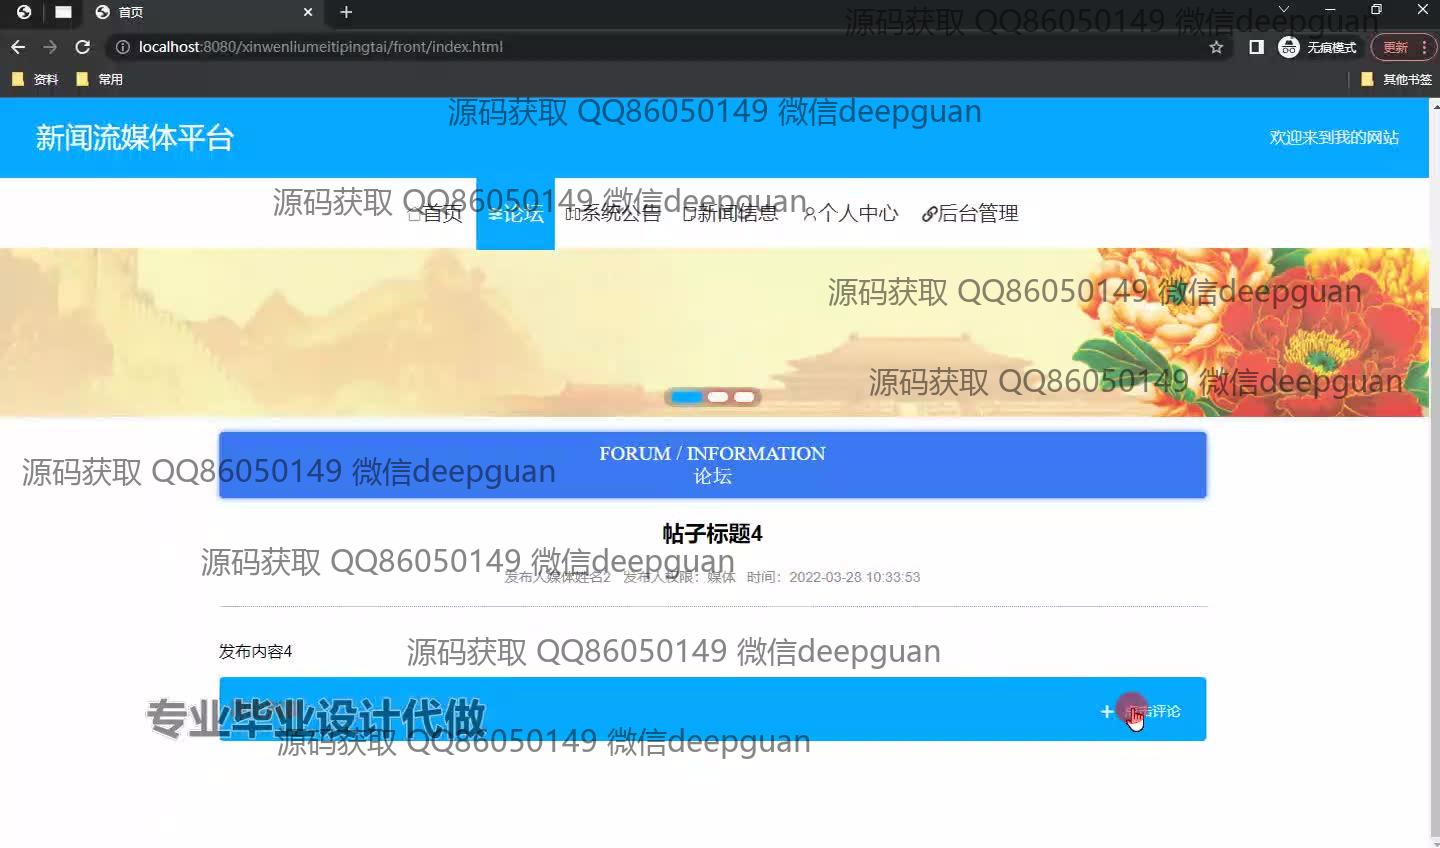 首页
源码获取 QQ86050149 微信deepguan
localhost:8080/xinwenliumeitipingtai/front/index.html
无痕模式
更新
资料
常用
其他书签
源码获取 QQ86050149 微信deepguan
新闻流媒体平台
欢迎来到我的网站
源码获取 QQ86050149 微信deepguan
首页
论坛
系统公告
新闻信息
个人中心
后台管理
源码获取 QQ86050149 微信deepguan
源码获取 QQ86050149 微信deepguan
FORUM / INFORMATION
论坛
源码获取 QQ86050149 微信deepguan
帖子标题4
源码获取 QQ86050149 微信deepguan
发布人媒体姓名2 发布人权限：媒体 时间：2022-03-28 10:33:53
发布内容4
源码获取 QQ86050149 微信deepguan
专业毕业设计代做
评论
源码获取 QQ86050149 微信deepguan